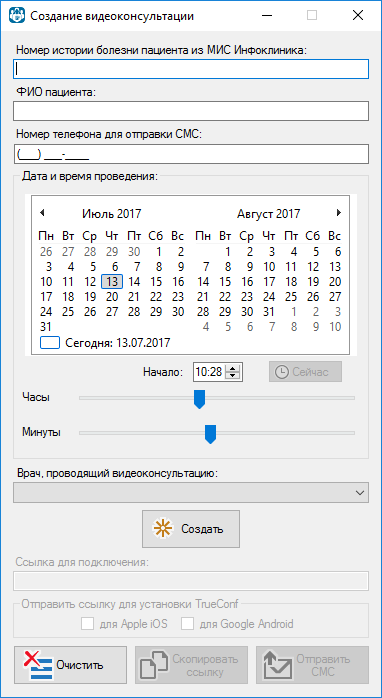 Создание видеоконсультации
Номер истории болезни пациента из МИС Инфоклиника:
ФИО пациента:
Номер телефона для отправки СМС:
(___) ___-____
Дата и время проведения:
Июль 2017 Август 2017
Пн Вт Ср Чт Пт Сб Вс Пн Вт Ср Чт Пт Сб Вс
26 27 28 29 30 1 2 1 2 3 4 5 6
3 4 5 6 7 8 9 7 8 9 10 11 12 13
10 11 12 13 14 15 16 14 15 16 17 18 19 20
17 18 19 20 21 22 23 21 22 23 24 25 26 27
24 25 26 27 28 29 30 28 29 30 31 1 2 3
31 4 5 6 7 8 9 10
Сегодня: 13.07.2017
Начало: 10:28 Сейчас
Часы
Минуты
Врач, проводящий видеоконсультацию:
Создать
Ссылка для подключения:
Отправить ссылку для установки TrueConf
для Apple iOS для Google Android
Очистить Скопировать ссылку Отправить СМС